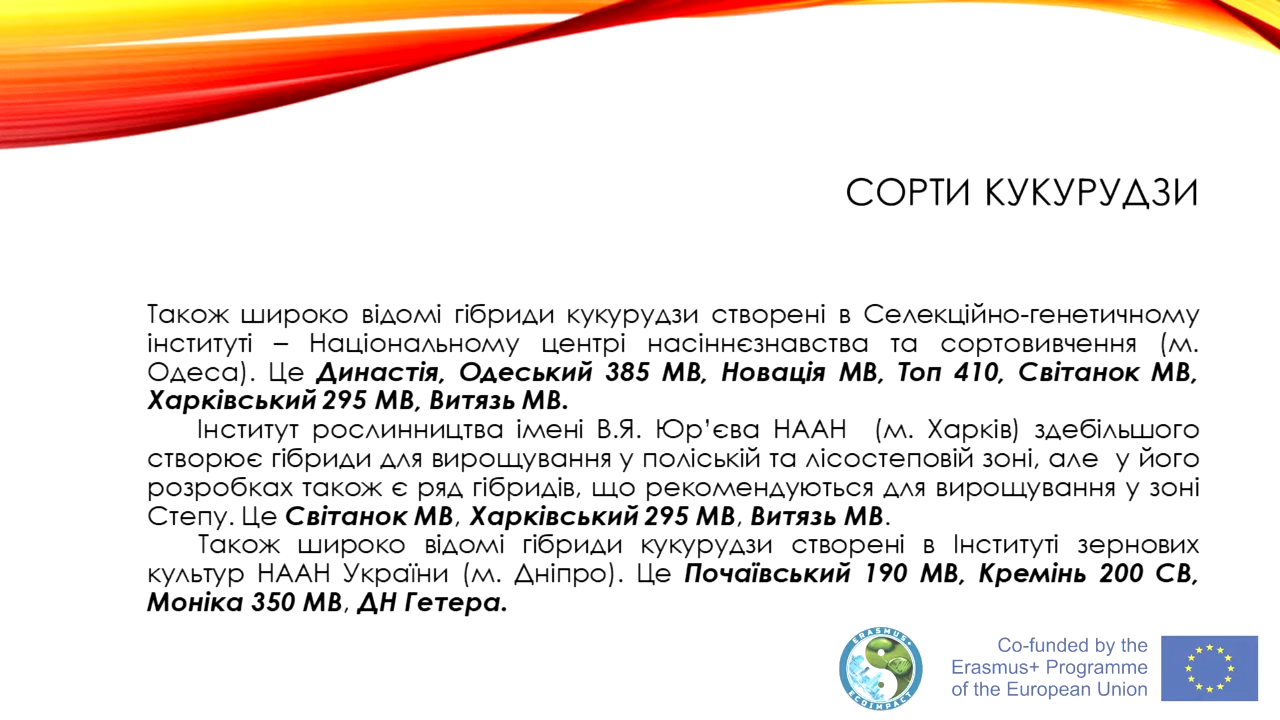 СОРТИ КУКУРУДЗИ
Також широко відомі гібриди кукурудзи створені в Селекційно-генетичному
інституті – Національному центрі насіннєзнавства та сортовивчення (м.
Одеса). Це Династія, Одеський 385 МВ, Новація МВ, Топ 410, Світанок МВ,
Харківський 295 МВ, Витязь МВ.
Інститут рослинництва імені В.Я. Юр’єва НААН (м. Харків) здебільшого
створює гібриди для вирощування у поліській та лісостеповій зоні, але у його
розробках також є ряд гібридів, що рекомендуються для вирощування у зоні
Степу. Це Світанок МВ, Харківський 295 МВ, Витязь МВ.
Також широко відомі гібриди кукурудзи створені в Інституті зернових
культур НААН України (м. Дніпро). Це Почаївський 190 МВ, Кремінь 200 СВ,
Моніка 350 МВ, ДН Гетера.
ERASMUS+
ECOIMPACT
Co-funded by the
Erasmus+ Programme
of the European Union